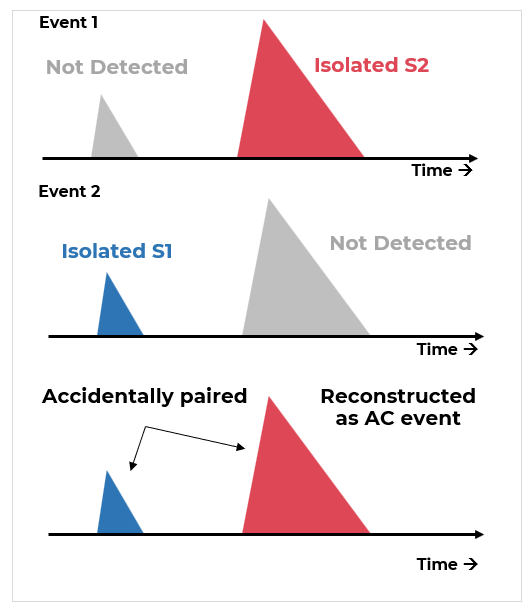 Event 1
Not Detected
Isolated S2
Time →
Event 2
Isolated S1
Not Detected
Time →
Accidentally paired
Reconstructed
as AC event
Time →